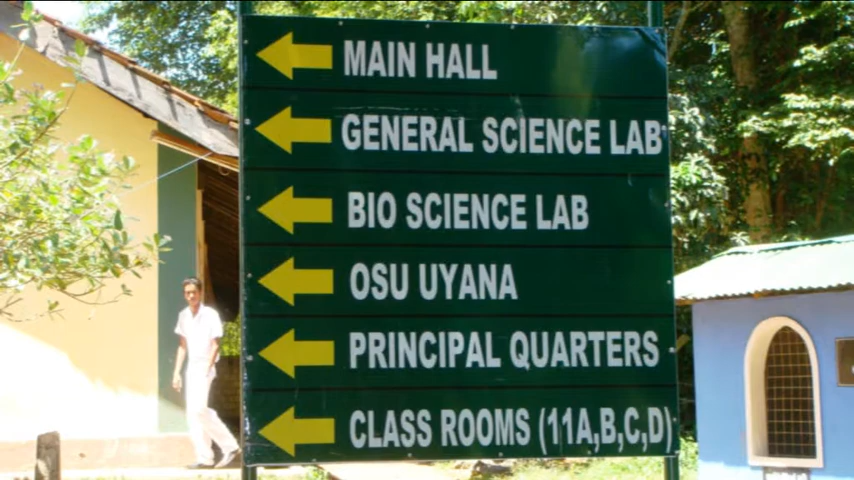 MAIN HALL
GENERAL SCIENCE LAB
BIO SCIENCE LAB
OSU UYANA
PRINCIPAL QUARTERS
CLASS ROOMS (11A,B,C,D)